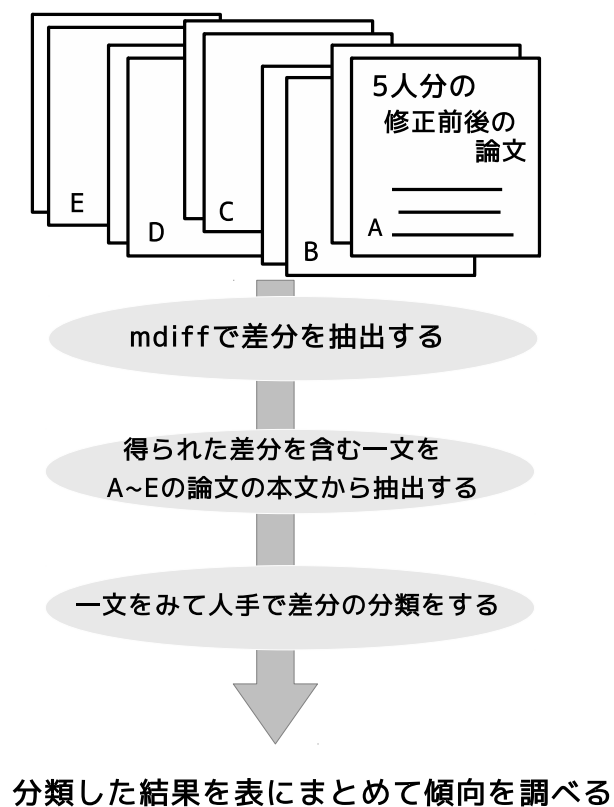 5人分の
修正前後の
論文
E
D
C
B
A
mdiffで差分を抽出する
得られた差分を含む一文を
A~Eの論文の本文から抽出する
一文をみて人手で差分の分類をする
分類した結果を表にまとめて傾向を調べる